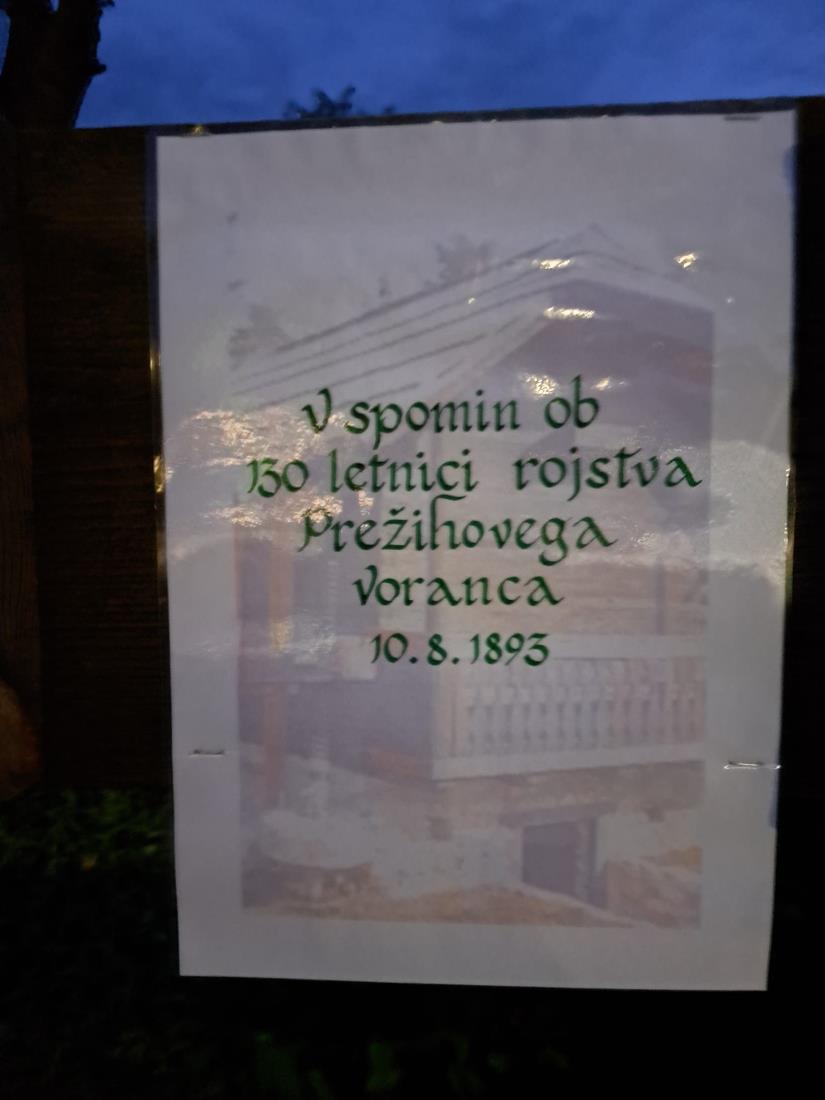 V spomin ob
130 letnici rojstva
Prežihovega
Voranca
10.8.1893